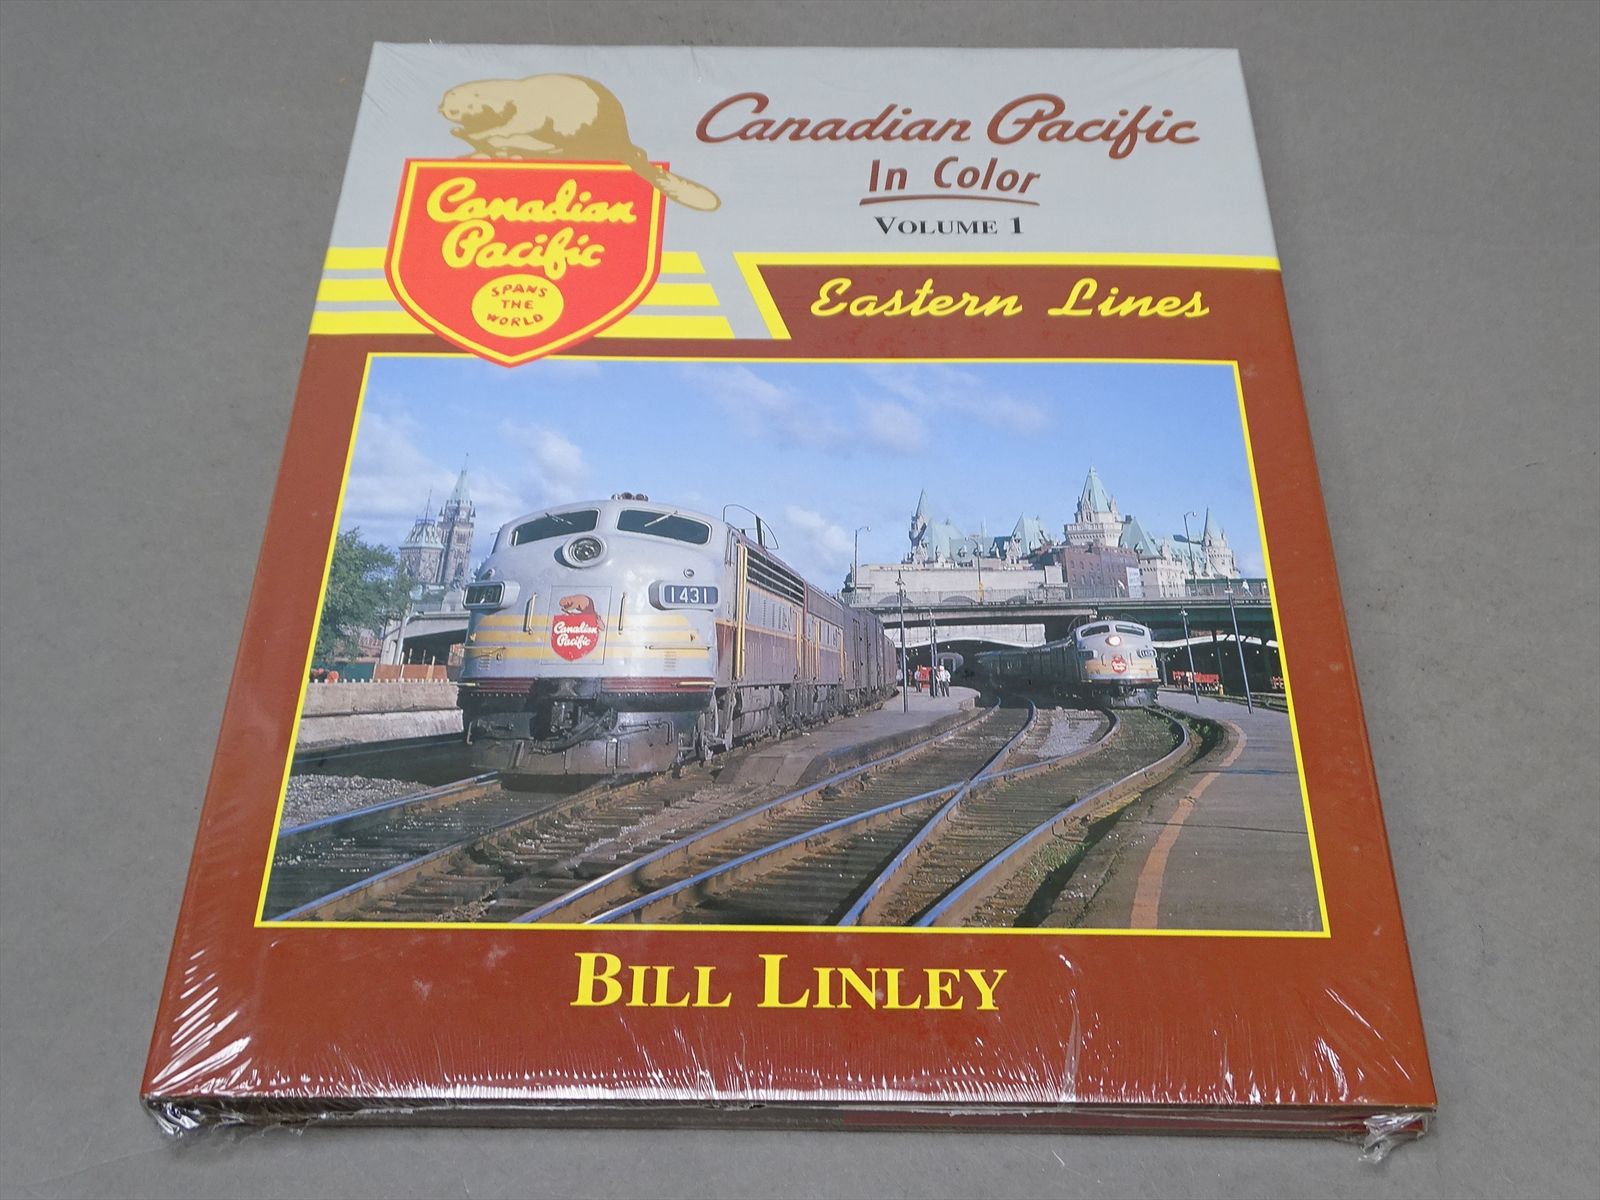 Canadian Pacific
In Color
VOLUME 1
Canadian
Pacific
SPANS
THE
WORLD
Eastern Lines
1431
Canadian
Pacific
BILL LINLEY